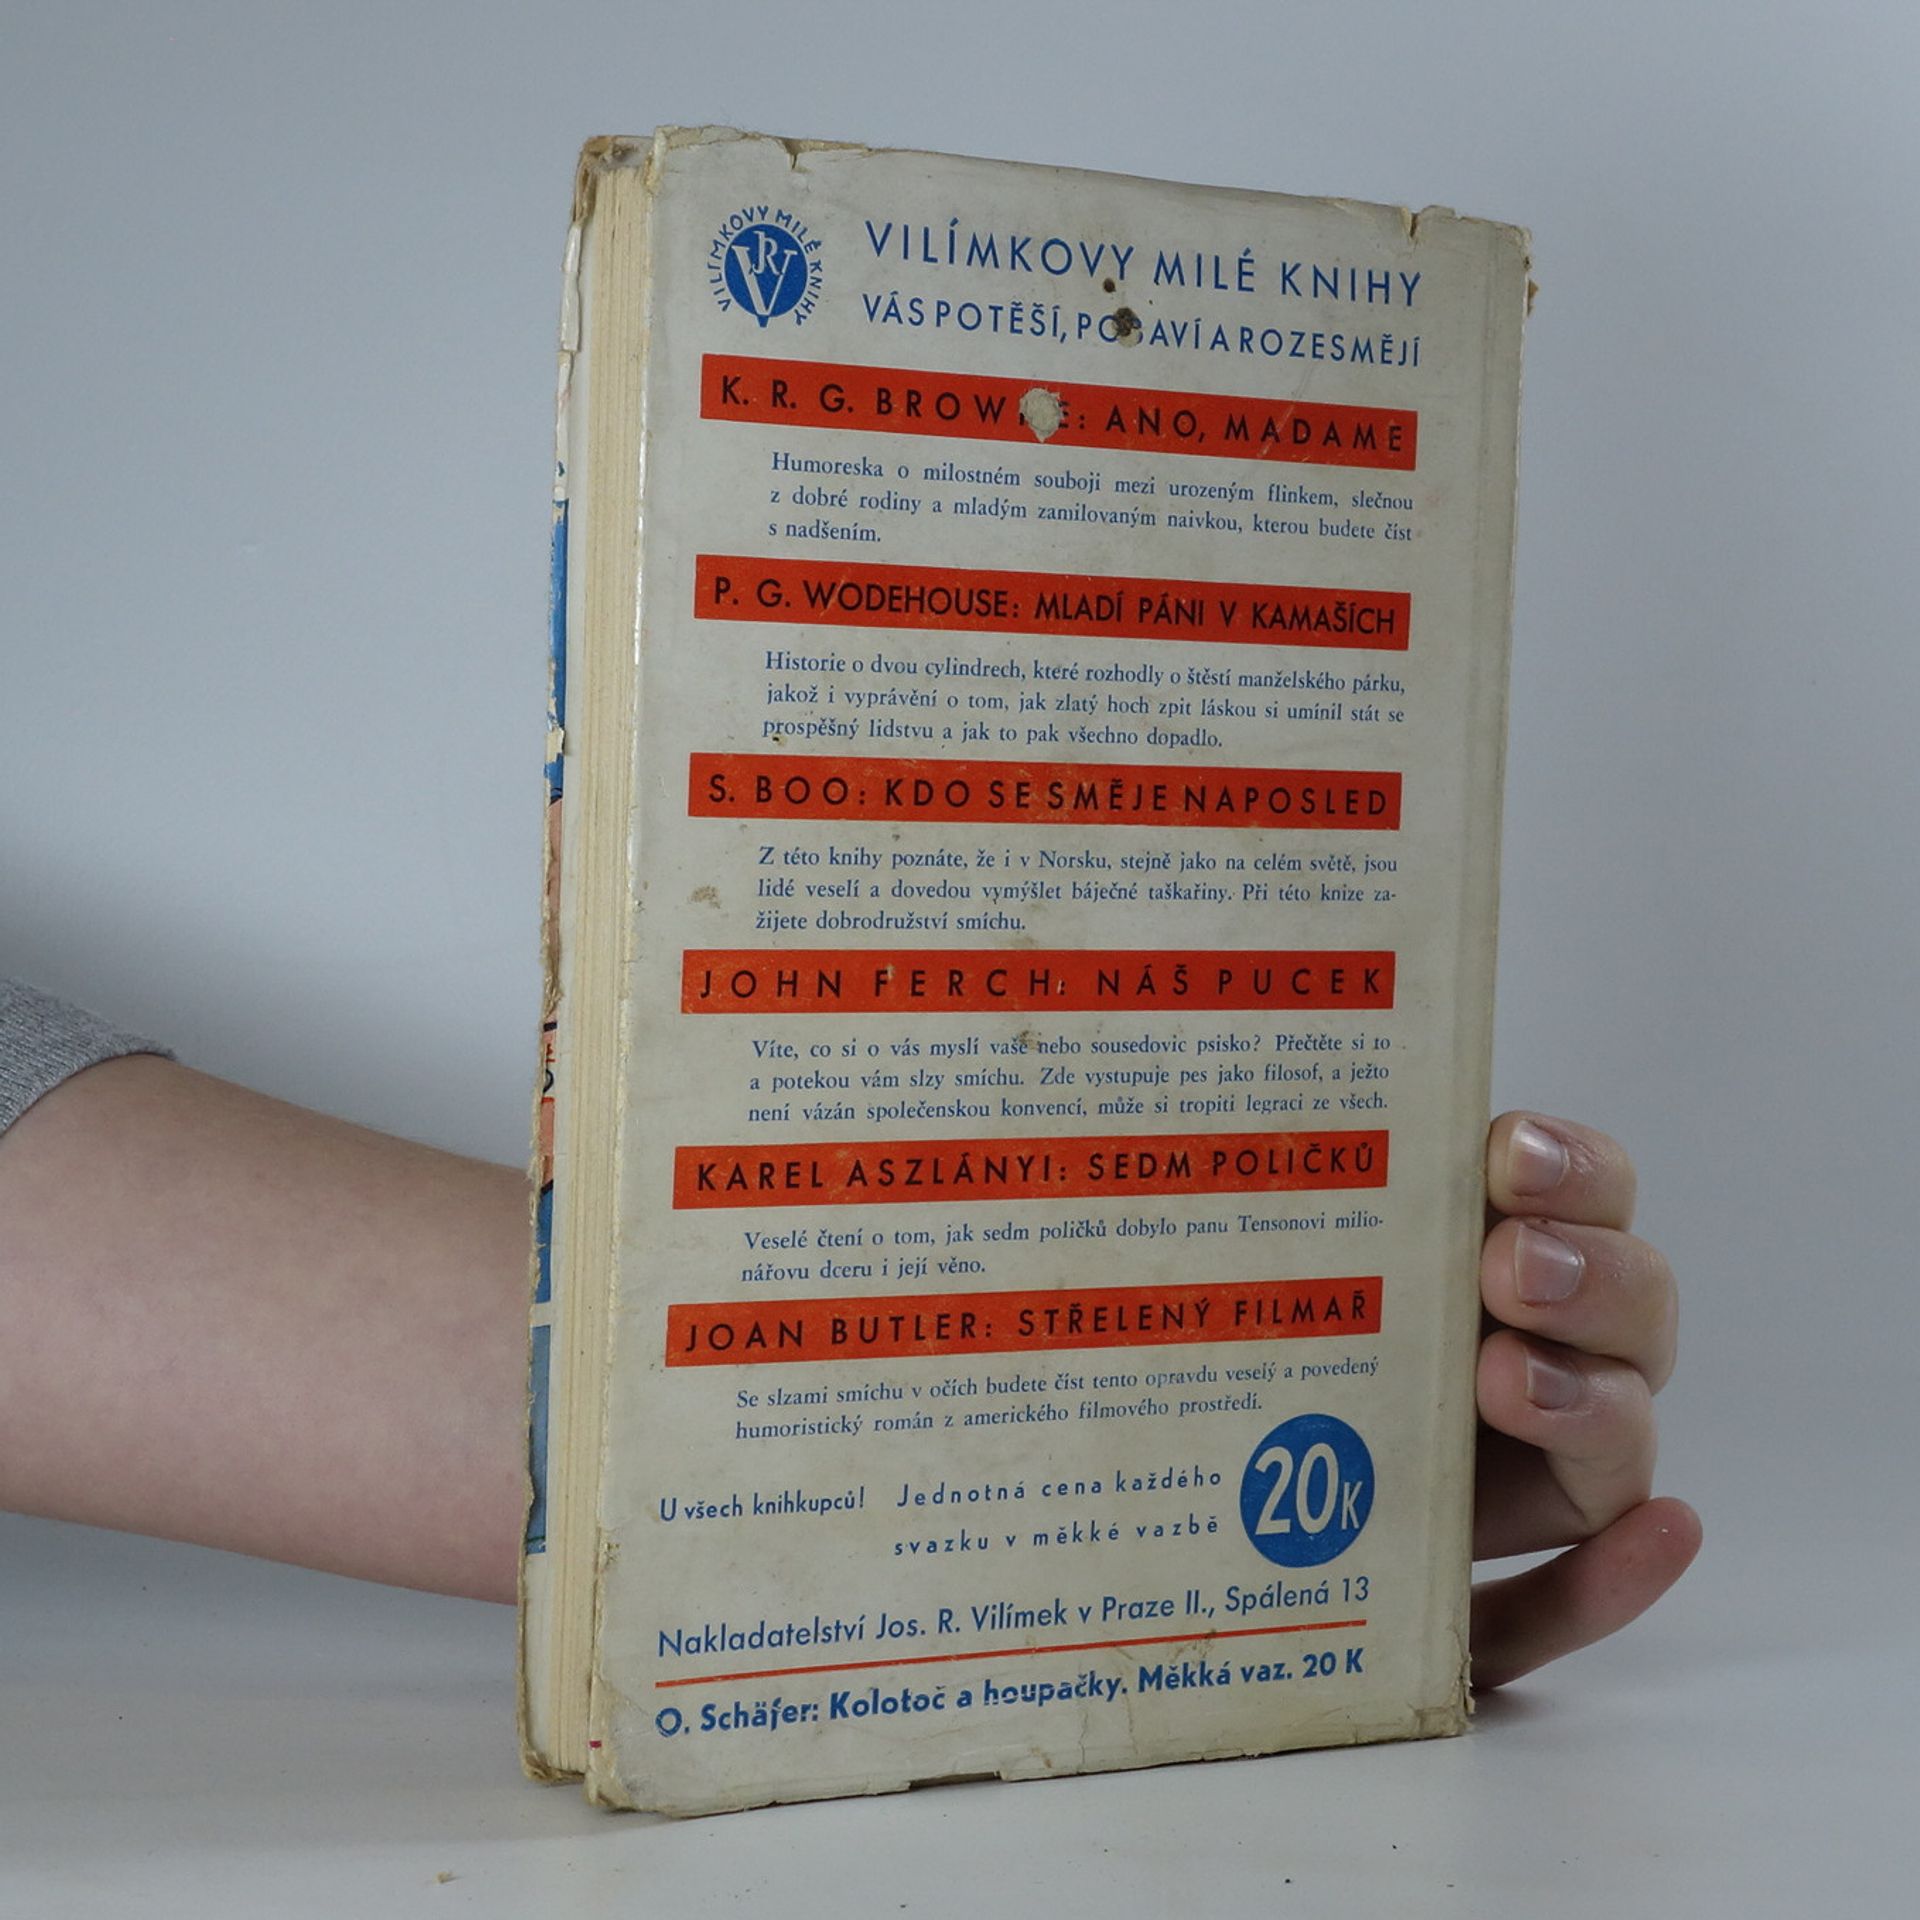 VILÍMKOVY MILÉ KNIHY
JRV
VILÍMKOVY MILÉ KNIHY
VÁS POTĚŠÍ, POBAVÍ A ROZESMĚJÍ
K. R. G. BROWNE: ANO, MADAME
Humoreska o milostném souboji mezi urozeným flinkem, slečnou
z dobré rodiny a mladým zamilovaným naivkou, kterou budete číst
s nadšením.
P. G. WODEHOUSE: MLADÍ PÁNI V KAMAŠÍCH
Historie o dvou cylindrech, které rozhodly o štěstí manželského párku,
jakož i vyprávění o tom, jak zlatý hoch zpit láskou si umínil stát se
prospěšný lidstvu a jak to pak všechno dopadlo.
S. BOO: KDO SE SMĚJE NAPOSLED
Z této knihy poznáte, že i v Norsku, stejně jako na celém světě, jsou
lidé veselí a dovedou vymýšlet báječné taškařiny. Při této knize za-
žijete dobrodružství smíchu.
JOHN FERCH: NÁŠ PUCEK
Víte, co si o vás myslí vaše nebo sousedovic psisko? Přečtěte si to
a potekou vám slzy smíchu. Zde vystupuje pes jako filosof, a ježto
není vázán společenskou konvencí, může si tropiti legraci ze všech.
KAREL ASZLÁNYI: SEDM POLIČKŮ
Veselé čtení o tom, jak sedm poličků dobylo panu Tensonovi milio-
nářovu dceru i její věno.
JOAN BUTLER: STŘELENÝ FILMAŘ
Se slzami smíchu v očích budete číst tento opravdu veselý a povedený
humoristický román z amerického filmového prostředí.
U všech knihkupců! Jednotná cena každého
svazku v měkké vazbě
20K
Nakladatelství Jos. R. Vilímek v Praze II., Spálená 13
O. Schäfer: Kolotoč a houpačky. Měkká vaz. 20 K